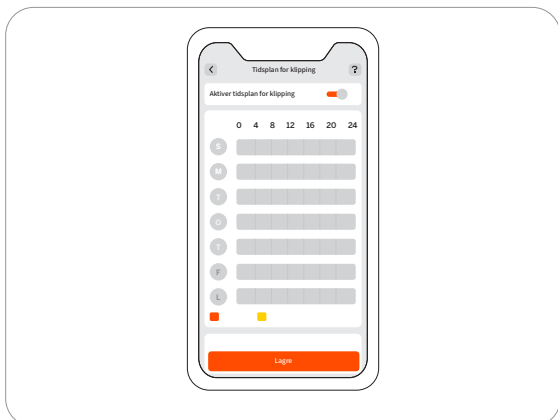 Tidsplan for klipping ?
Aktiver tidsplan for klipping
0 4 8 12 16 20 24
S
M
T
O
T
F
L
Lagre